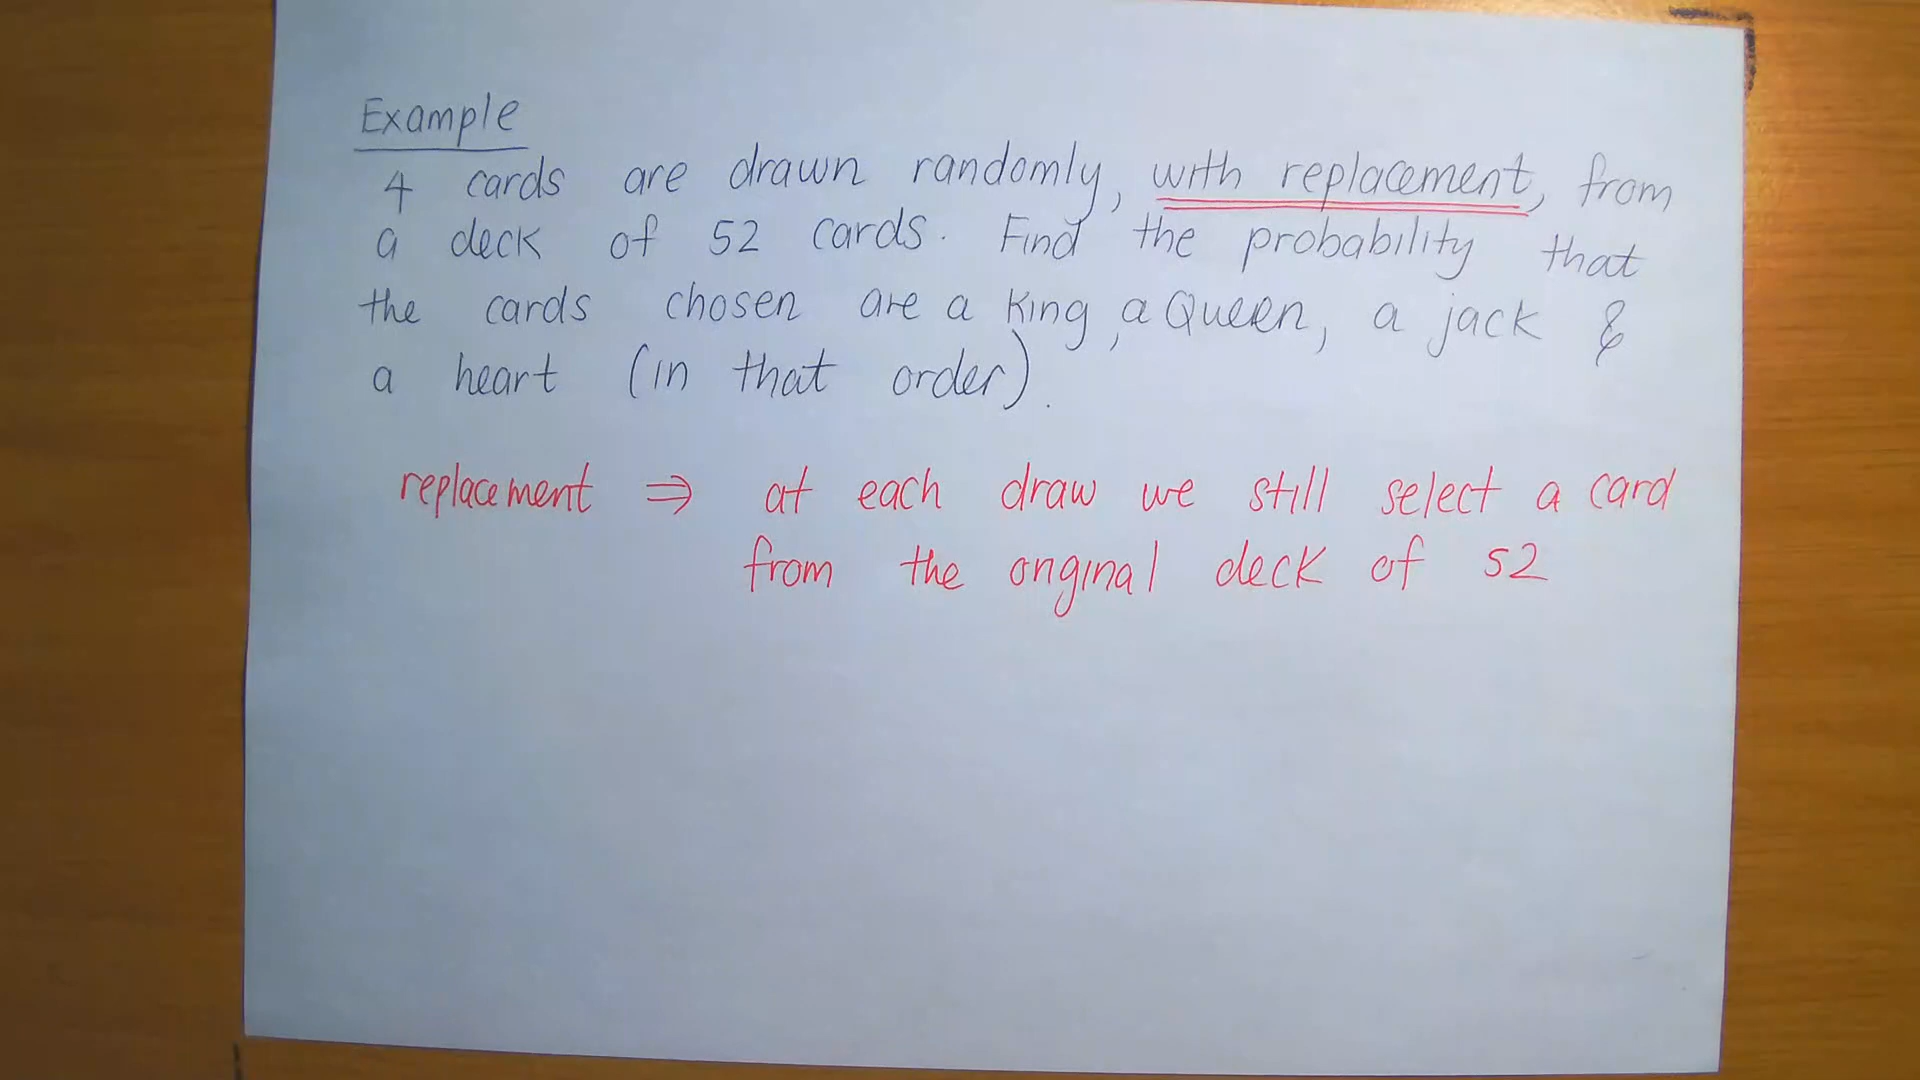 Example
4 cards are drawn randomly, with replacement, from
a deck of 52 cards. Find the probability that
the cards chosen are a King, a Queen, a jack &
a heart (in that order).
replacement ⇒ at each draw we still select a card
from the original deck of 52